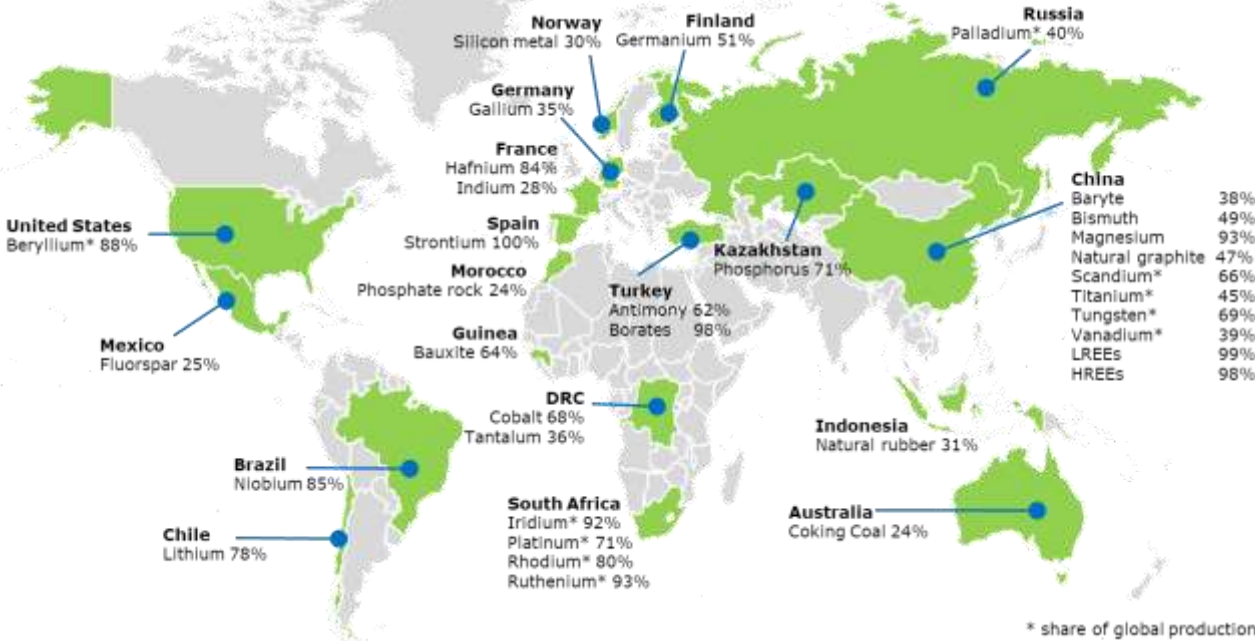 Norway
Silicon metal 30%
Finland
Germanium 51%
Russia
Palladium* 40%
Germany
Gallium 35%
France
Hafnium 84%
Indium 28%
China
Baryte 38%
Bismuth 49%
Magnesium 93%
Natural graphite 47%
Scandium* 66%
Titanium* 45%
Tungsten* 69%
Vanadium* 39%
LREEs 99%
HREEs 98%
United States
Beryllium* 88%
Spain
Strontium 100%
Kazakhstan
Phosphorus 71%
Morocco
Phosphate rock 24%
Turkey
Antimony 62%
Borates 98%
Guinea
Bauxite 64%
Mexico
Fluorspar 25%
DRC
Cobalt 68%
Tantalum 36%
Indonesia
Natural rubber 31%
Brazil
Niobium 85%
South Africa
Iridium* 92%
Platinum* 71%
Rhodium* 80%
Ruthenium* 93%
Australia
Coking Coal 24%
Chile
Lithium 78%
* share of global production